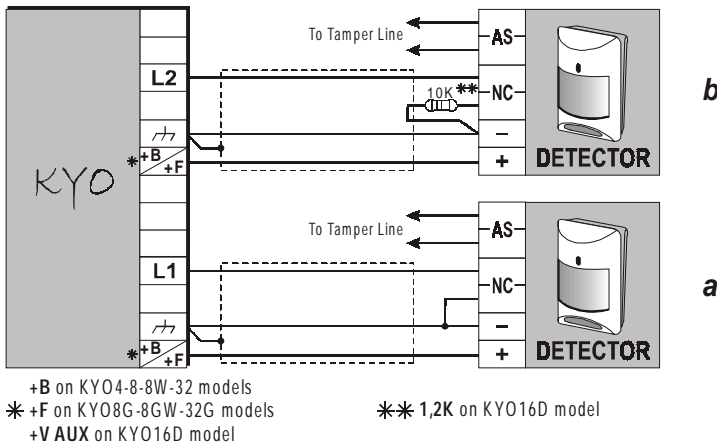 To Tamper Line
AS
L2
10K **
NC
b
–
* +B
+F
+
DETECTOR
KYO
To Tamper Line
AS
L1
NC
a
–
* +B
+F
+
DETECTOR
+B on KYO4-8-8W-32 models
* +F on KYO8G-8GW-32G models
** 1,2K on KYO16D model
+V AUX on KYO16D model